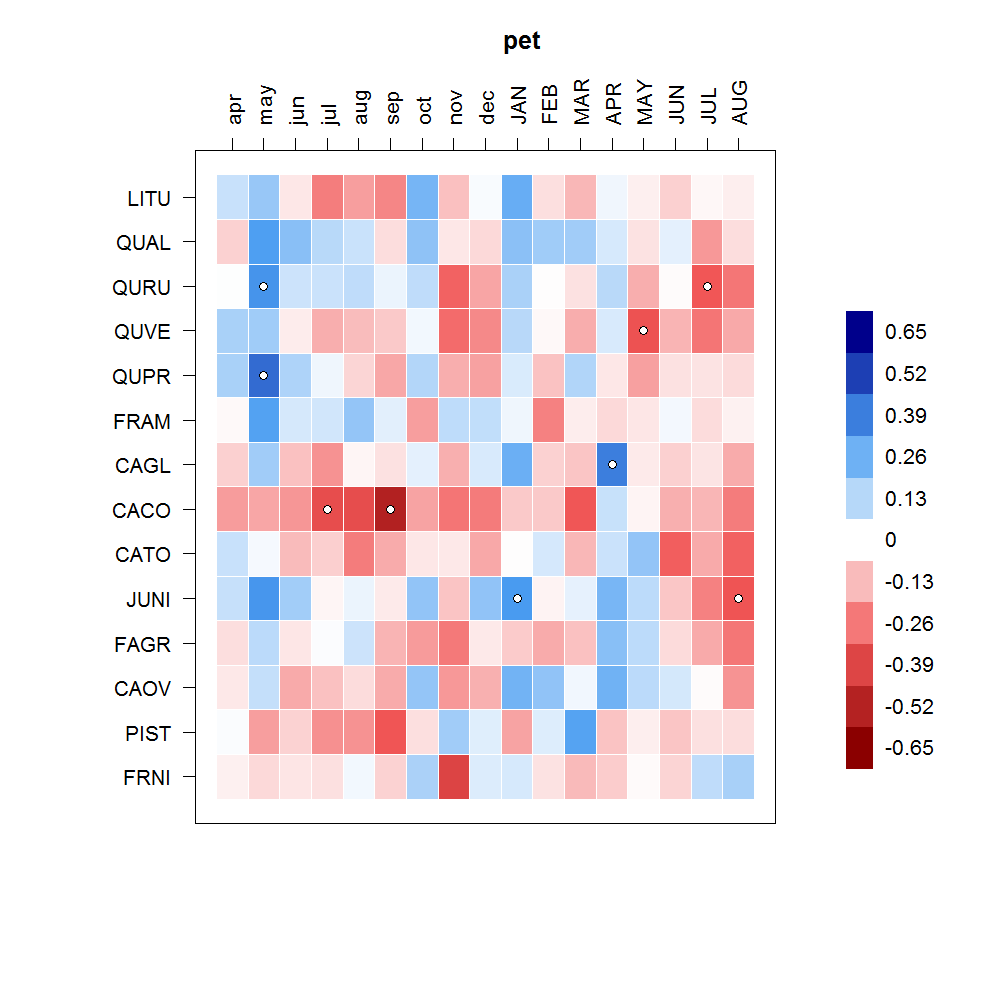 pet
apr may jun jul aug sep oct nov dec JAN FEB MAR APR MAY JUN JUL AUG
LITU
QUAL
QURU
QUVE
QUPR
FRAM
CAGL
CACO
CATO
JUNI
FAGR
CAOV
PIST
FRNI
0.65
0.52
0.39
0.26
0.13
0
-0.13
-0.26
-0.39
-0.52
-0.65